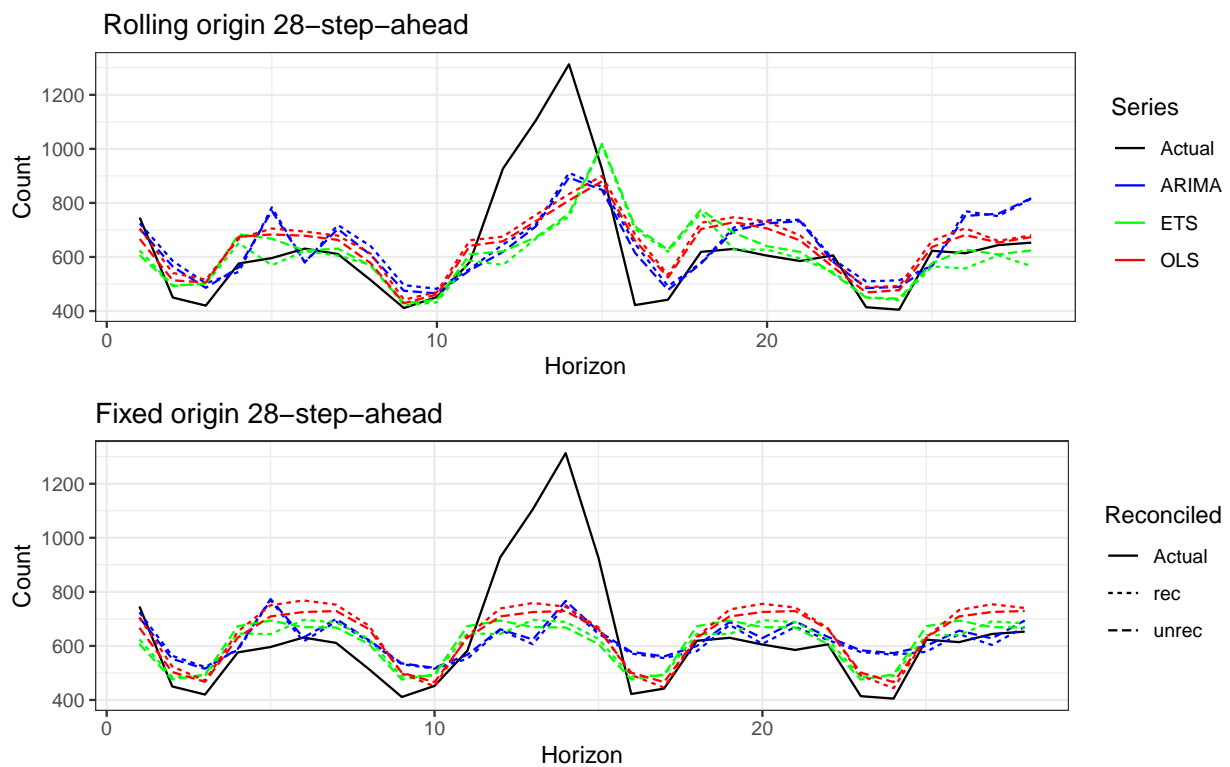 Rolling origin 28−step−ahead
1200
1000
800
600
400
Count
0
10
20
Horizon
Series
Actual
ARIMA
ETS
OLS
Fixed origin 28−step−ahead
1200
1000
800
600
400
Count
0
10
20
Horizon
Reconciled
Actual
rec
unrec